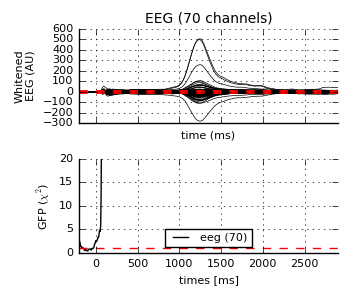 EEG (70 channels)
Whitened
EEG (AU)
600
500
400
300
200
100
0
−100
−200
−300
time (ms)
GFP (χ²)
20
15
10
5
0
eeg (70)
0 500 1000 1500 2000 2500
times [ms]